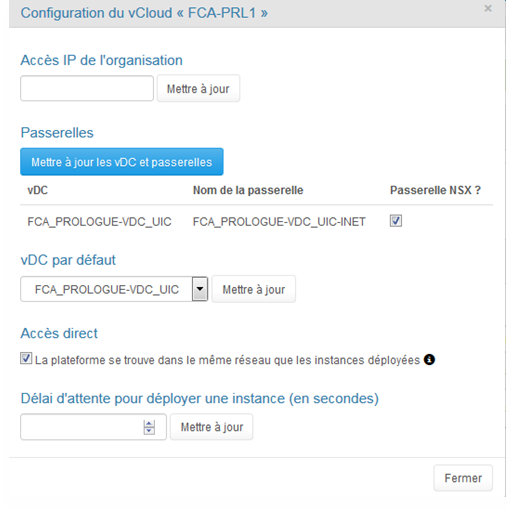 Configuration du vCloud « FCA-PRL1 »
×
Accès IP de l'organisation
Mettre à jour
Passerelles
Mettre à jour les vDC et passerelles
vDC Nom de la passerelle Passerelle NSX ?
FCA_PROLOGUE-VDC_UIC FCA_PROLOGUE-VDC_UIC-INET
vDC par défaut
FCA_PROLOGUE-VDC_UIC Mettre à jour
Accès direct
La plateforme se trouve dans le même réseau que les instances déployées
Délai d'attente pour déployer une instance (en secondes)
Mettre à jour
Fermer